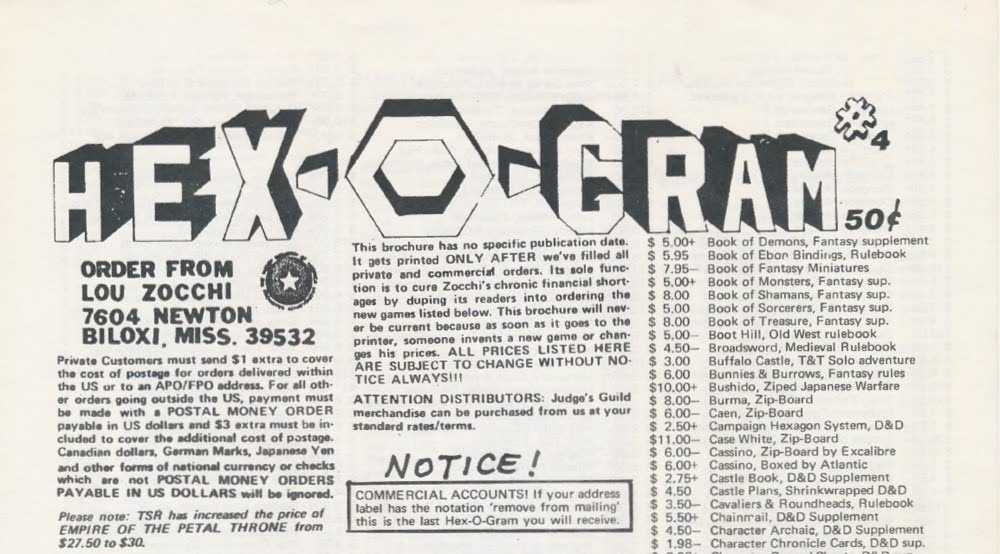 HEX-O-GRAM
#4
50¢
ORDER FROM
LOU ZOCCHI
7604 NEWTON
BILOXI, MISS. 39532
Private Customers must send $1 extra to cover
the cost of postage for orders delivered within
the US or to an APO/FPO address. For all oth-
er orders going outside the US, payment must
be made with a POSTAL MONEY ORDER
payable in US dollars and $3 extra must be in-
cluded to cover the additional cost of postage.
Canadian dollars, German Marks, Japanese Yen
and other forms of national currency or checks
which are not POSTAL MONEY ORDERS
PAYABLE IN US DOLLARS will be ignored.
Please note: TSR has increased the price of
EMPIRE OF THE PETAL THRONE from
$27.50 to $30.
This brochure has no specific publication date.
It gets printed ONLY AFTER we've filled all
private and commercial orders. Its sole func-
tion is to cure Zocchi's chronic financial short-
ages by duping its readers into ordering the
new games listed below. This brochure will nev-
er be current because as soon as it goes to the
printer, someone invents a new game or chan-
ges his prices. ALL PRICES LISTED HERE
ARE SUBJECT TO CHANGE WITHOUT NO-
TICE ALWAYS!!!
ATTENTION DISTRIBUTORS: Judge's Guild
merchandise can be purchased from us at your
standard rates/terms.
NOTICE!
COMMERCIAL ACCOUNTS! If your address
label has the notation 'remove from mailing'
this is the last Hex-O-Gram you will receive.
$ 5.00+ Book of Demons, Fantasy supplement
$ 5.95 Book of Ebon Bindings, Rulebook
$ 7.95- Book of Fantasy Miniatures
$ 5.00+ Book of Monsters, Fantasy sup.
$ 8.00 Book of Shamans, Fantasy sup.
$ 5.00 Book of Sorcerers, Fantasy sup.
$ 8.00 Book of Treasure, Fantasy sup.
$ 5.00- Boot Hill, Old West rulebook
$ 4.50- Broadsword, Medieval Rulebook
$ 3.00 Buffalo Castle, T&T Solo adventure
$ 6.00 Bunnies & Burrows, Fantasy rules
$10.00+ Bushido, Ziped Japanese Warfare
$ 8.00- Burma, Zip-Board
$ 6.00- Caen, Zip-Board
$ 2.50+ Campaign Hexagon System, D&D
$11.00- Case White, Zip-Board
$ 6.00- Cassino, Zip-Board by Excalibre
$ 6.00+ Cassino, Boxed by Atlantic
$ 2.75+ Castle Book, D&D Supplement
$ 4.50 Castle Plans, Shrinkwrapped D&D
$ 3.50- Cavaliers & Roundheads, Rulebook
$ 5.50+ Chainmail, D&D Supplement
$ 4.50- Character Archaic, D&D Supplement
$ 1.98- Character Chronicle Cards, D&D sup.